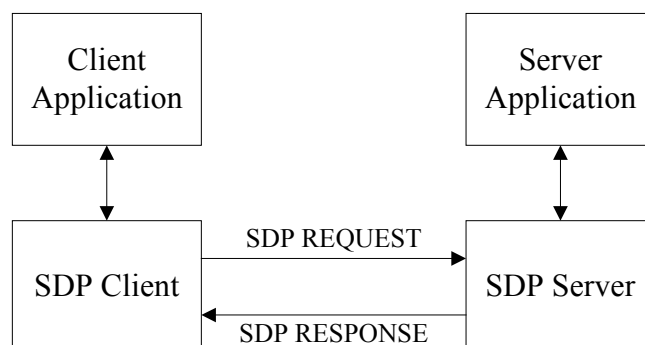 Client
Application
Server
Application
SDP REQUEST
SDP Client
SDP Server
SDP RESPONSE